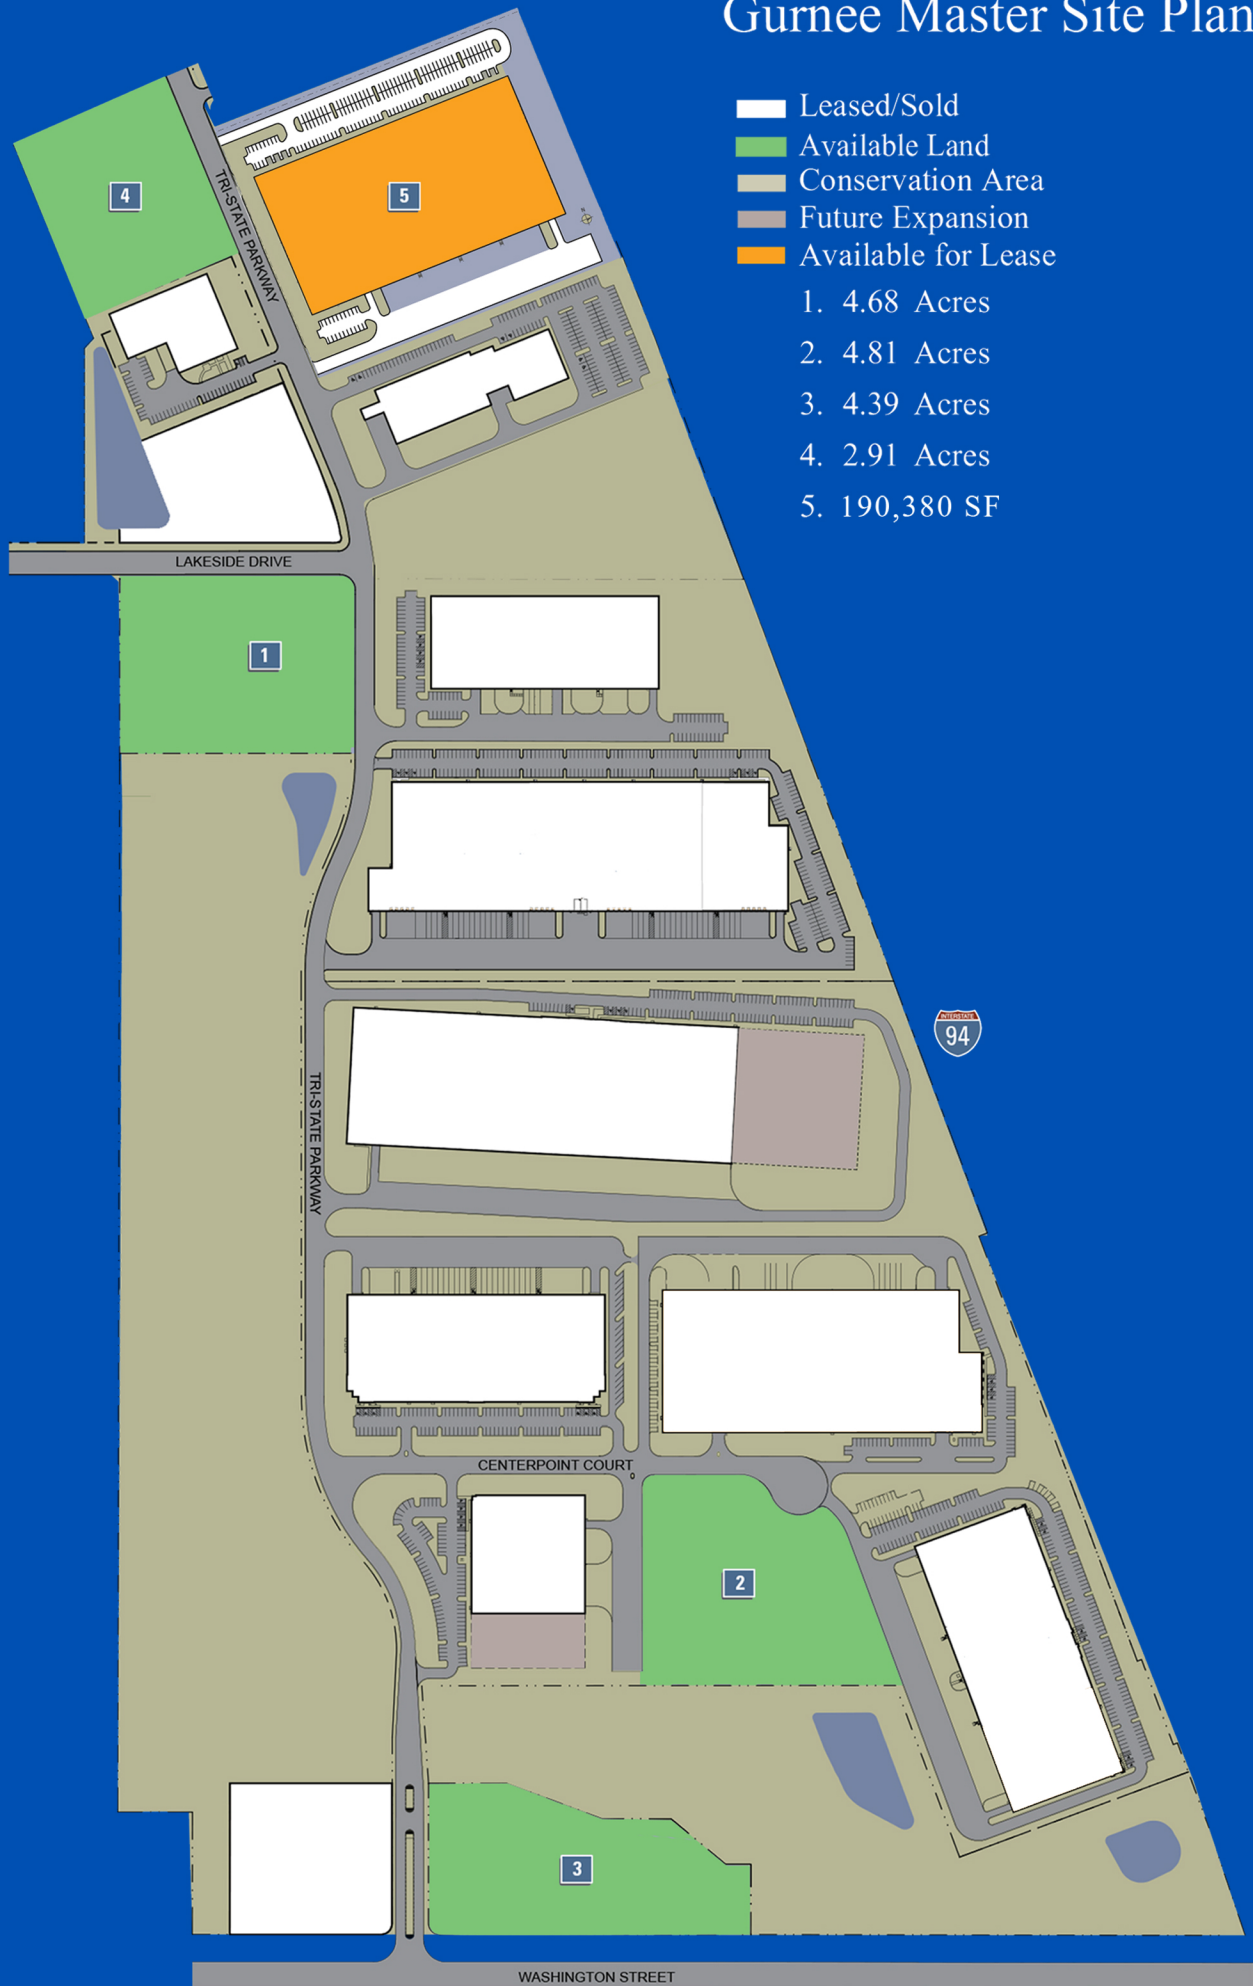 Gurnee Master Site Plan
Leased/Sold
Available Land
Conservation Area
Future Expansion
Available for Lease
1. 4.68 Acres
2. 4.81 Acres
3. 4.39 Acres
4. 2.91 Acres
5. 190,380 SF
4
5
TRI-STATE PARKWAY
LAKESIDE DRIVE
1
INTERSTATE
94
TRI-STATE PARKWAY
CENTERPOINT COURT
2
3
WASHINGTON STREET